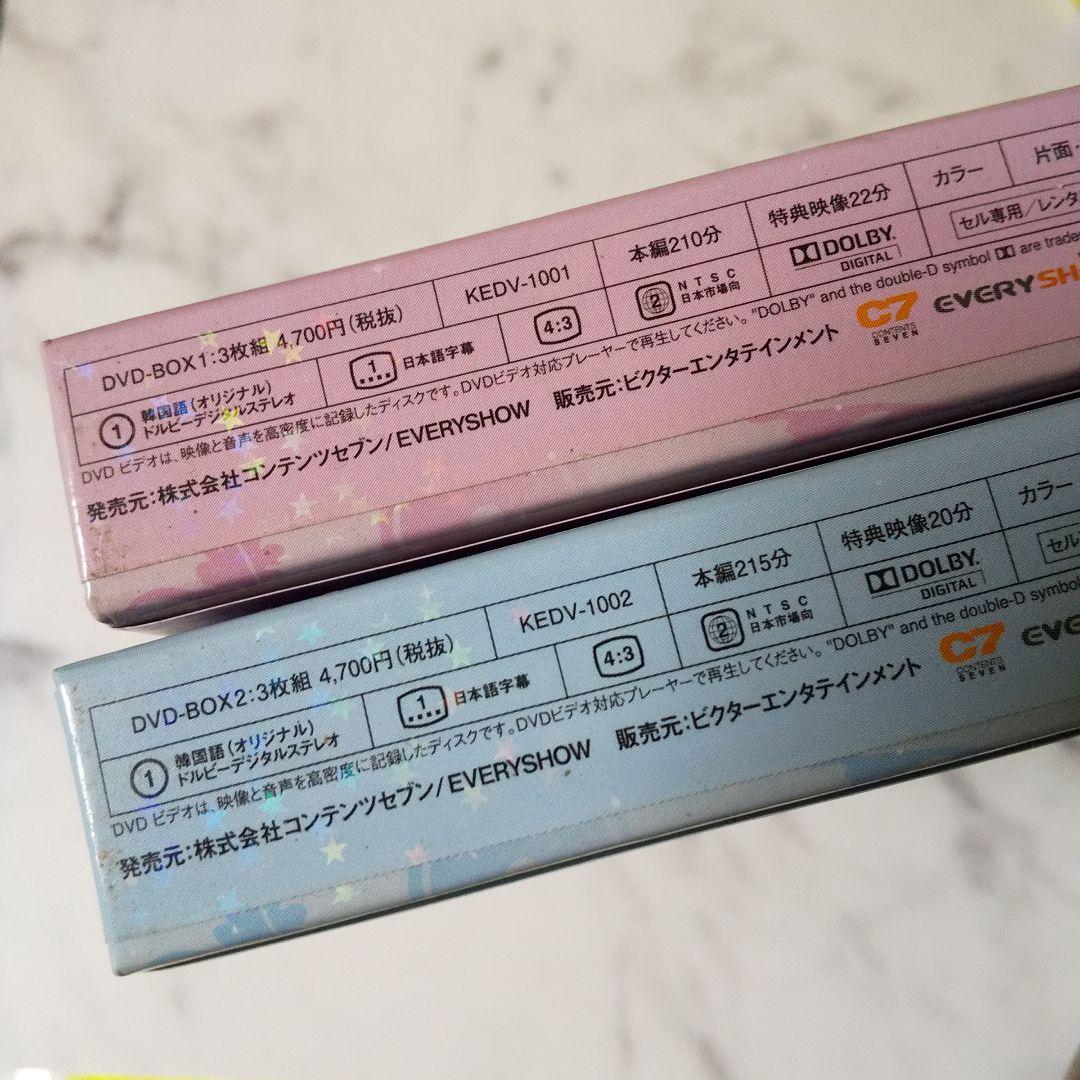 DVD-BOX1:3枚組 4,700円(税抜) KEDV-1001 本編210分 特典映像22分 カラー 片面・
1 韓国語(オリジナル) ドルビーデジタルステレオ 1 日本語字幕 4:3 2 NTSC 日本市場向 DOLBY DIGITAL セル専用/レンタ
DVD ビデオは、映像と音声を高密度に記録したディスクです。DVDビデオ対応プレーヤーで再生してください。 "DOLBY" and the double-D symbol are trade
発売元:株式会社コンテンツセブン/EVERYSHOW 販売元:ビクターエンタテインメント C7 CONTENTS SEVEN EVERYSH
DVD-BOX2:3枚組 4,700円(税抜) KEDV-1002 本編215分 特典映像20分 カラー
1 韓国語(オリジナル) ドルビーデジタルステレオ 1 日本語字幕 4:3 2 NTSC 日本市場向 DOLBY DIGITAL セル
DVD ビデオは、映像と音声を高密度に記録したディスクです。DVDビデオ対応プレーヤーで再生してください。 "DOLBY" and the double-D symbol
発売元:株式会社コンテンツセブン/EVERYSHOW 販売元:ビクターエンタテインメント C7 CONTENTS SEVEN EVE